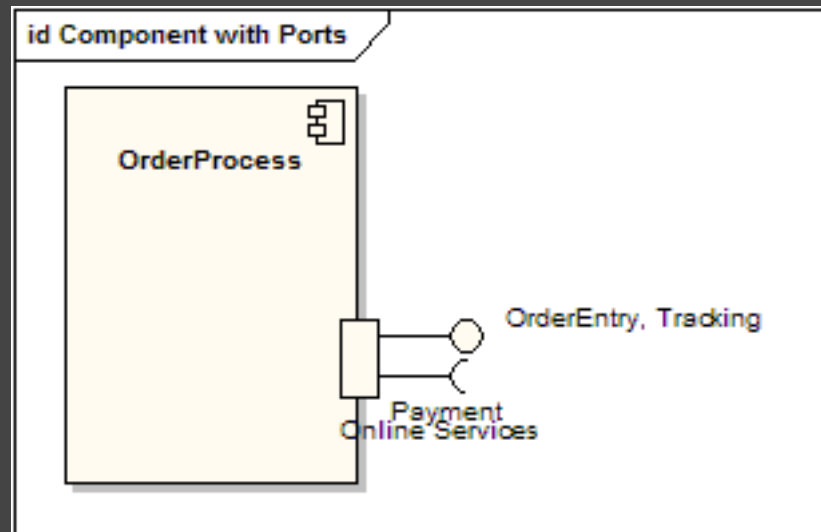 id Component with Ports
OrderProcess
OrderEntry, Tracking
Payment
Online Services